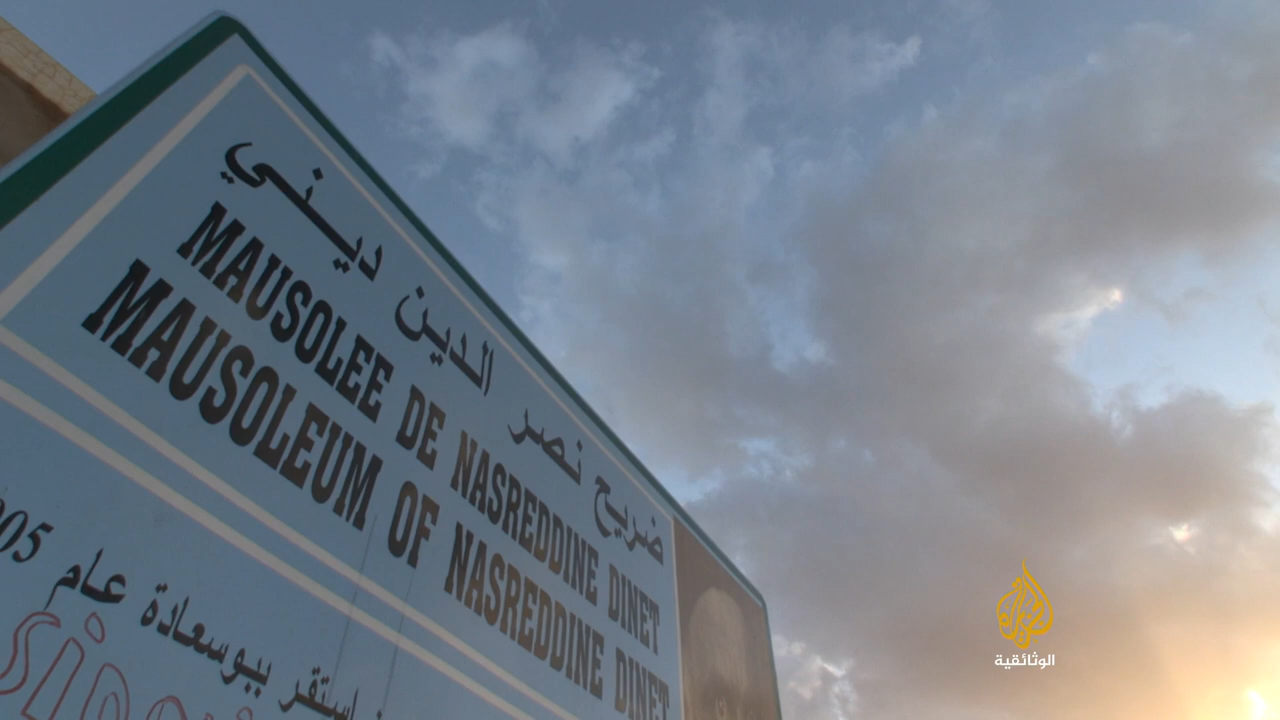 ضريح نصر الدين ديني
MAUSOLEE DE NASREDDINE DINET
MAUSOLEUM OF NASREDDINE DINET
استقر ببوسعادة عام
الوثائقية